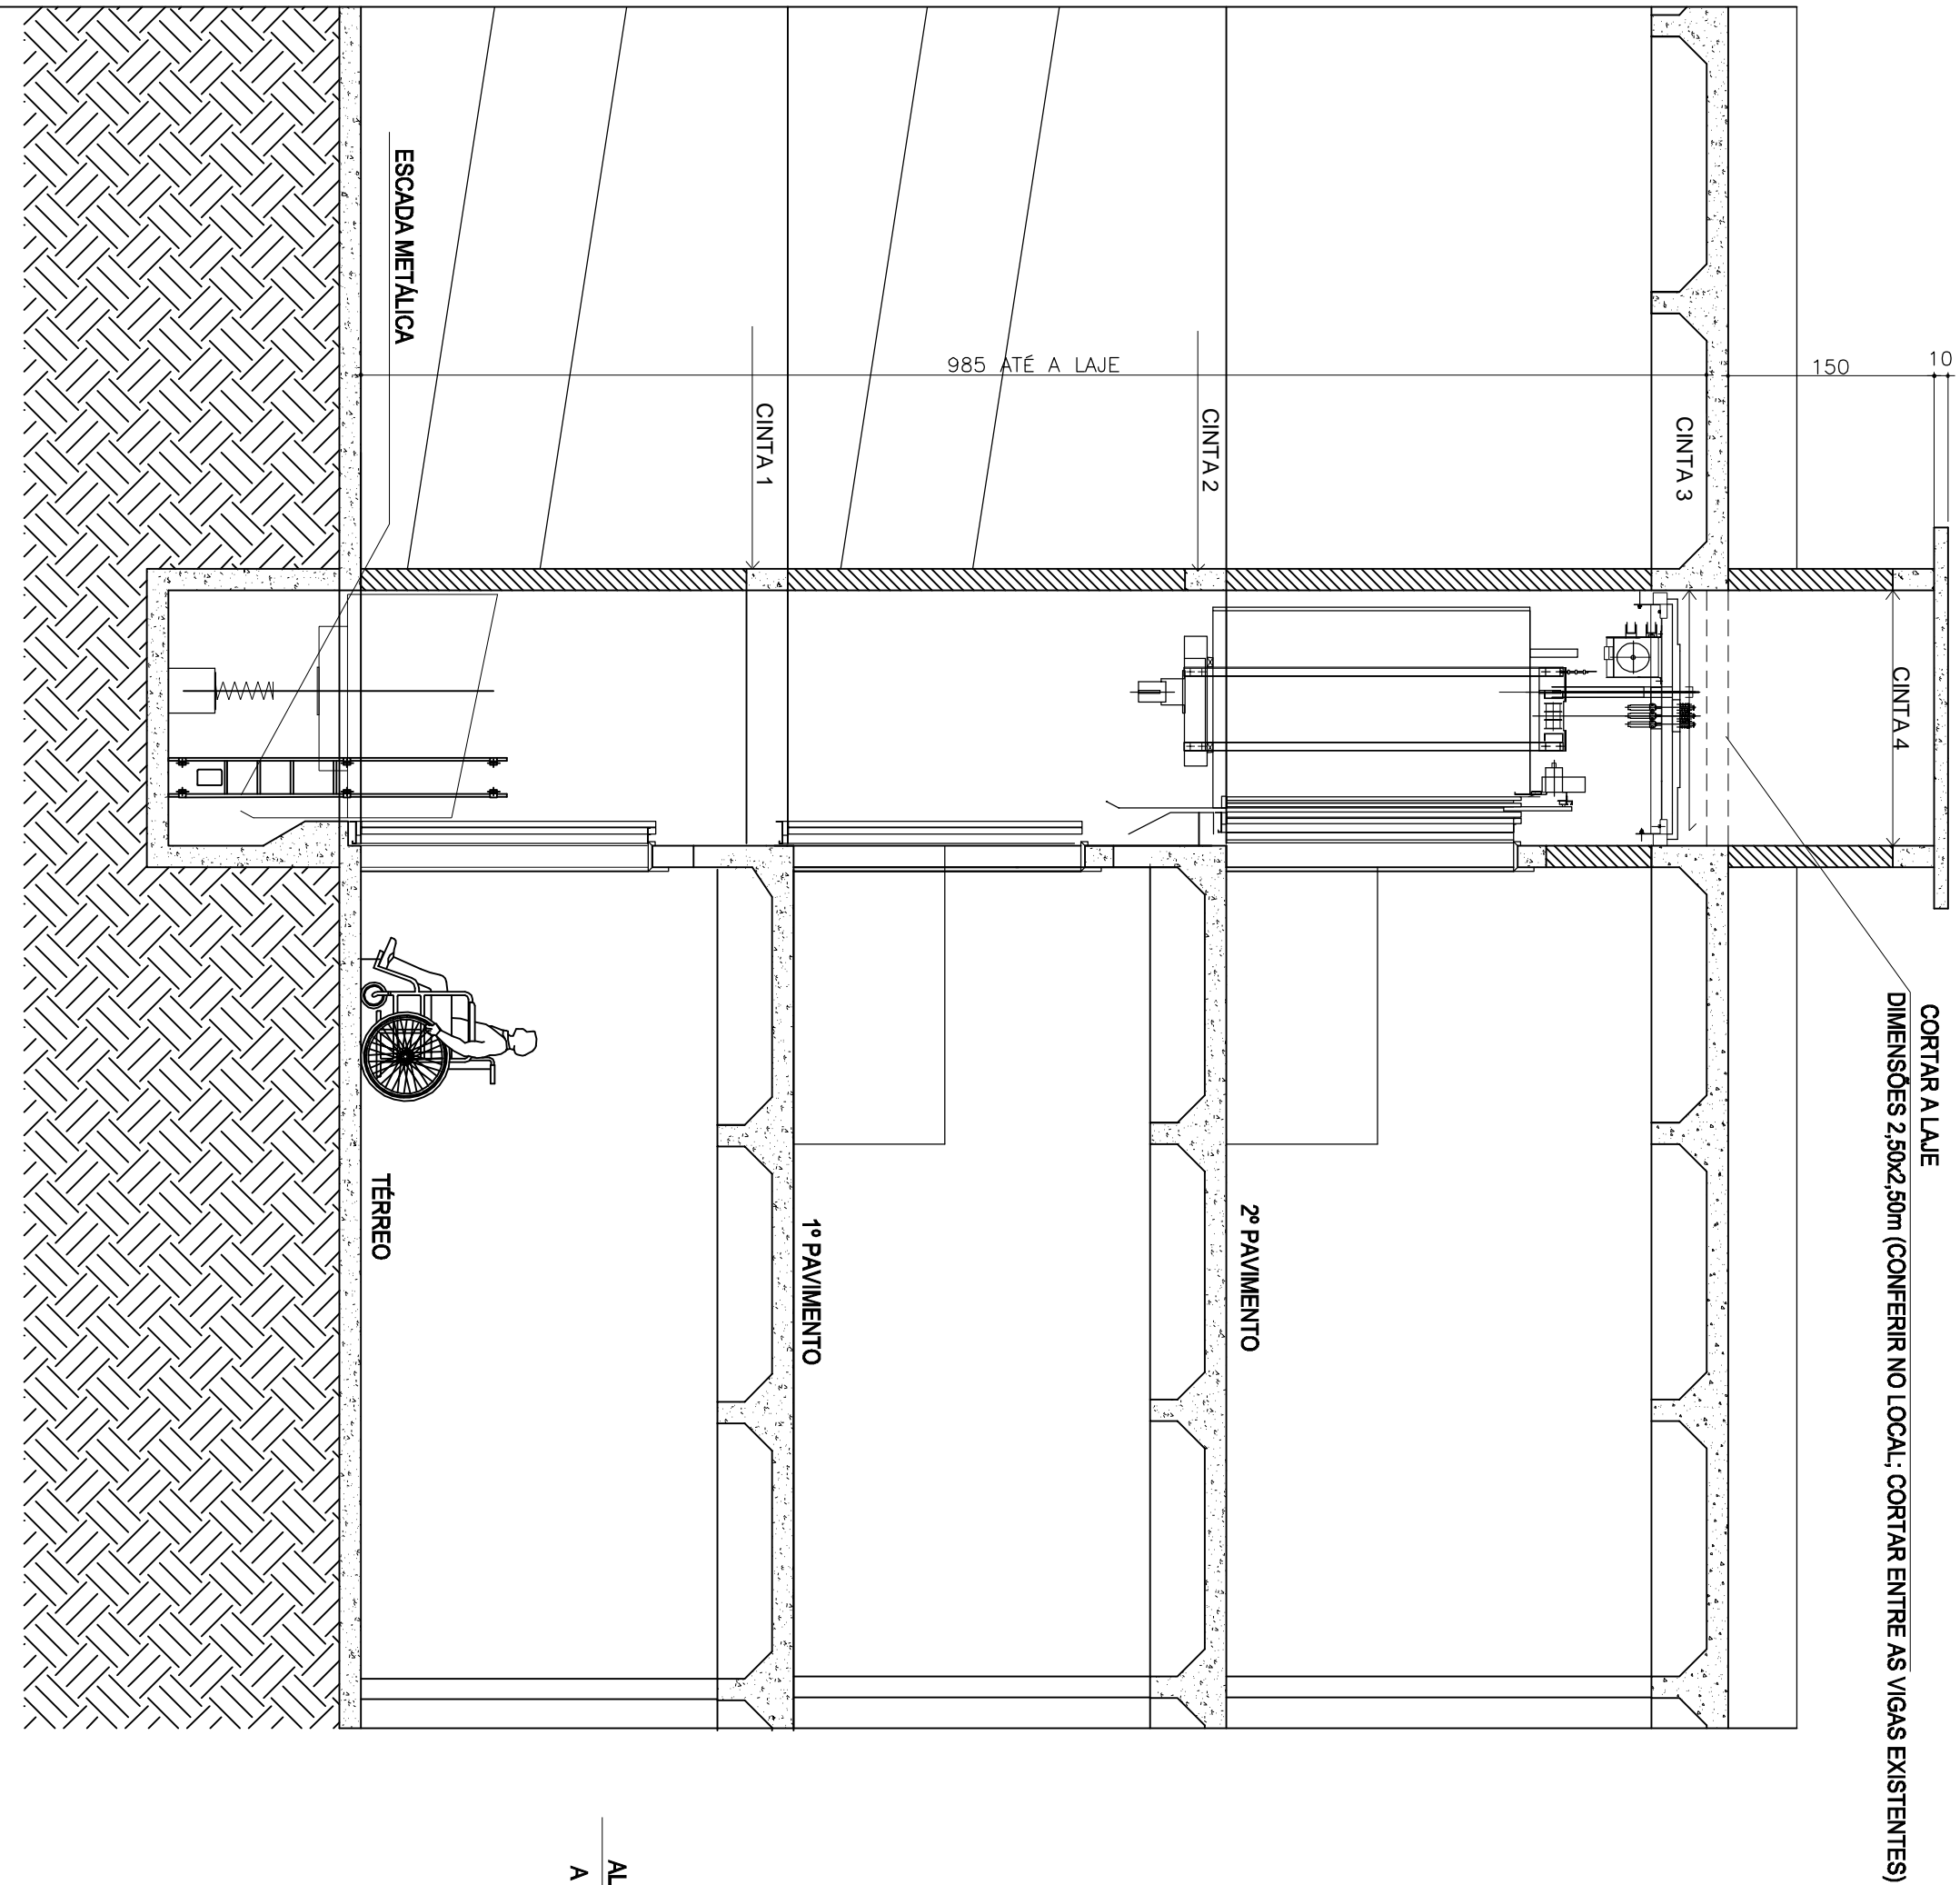 CORTAR A LAJE
DIMENSÕES 2,50x2,50m (CONFERIR NO LOCAL; CORTAR ENTRE AS VIGAS EXISTENTES)
10
150
985 ATÉ A LAJE
CINTA 4
CINTA 3
CINTA 2
CINTA 1
2º PAVIMENTO
1º PAVIMENTO
TÉRREO
ESCADA METÁLICA
AL
A